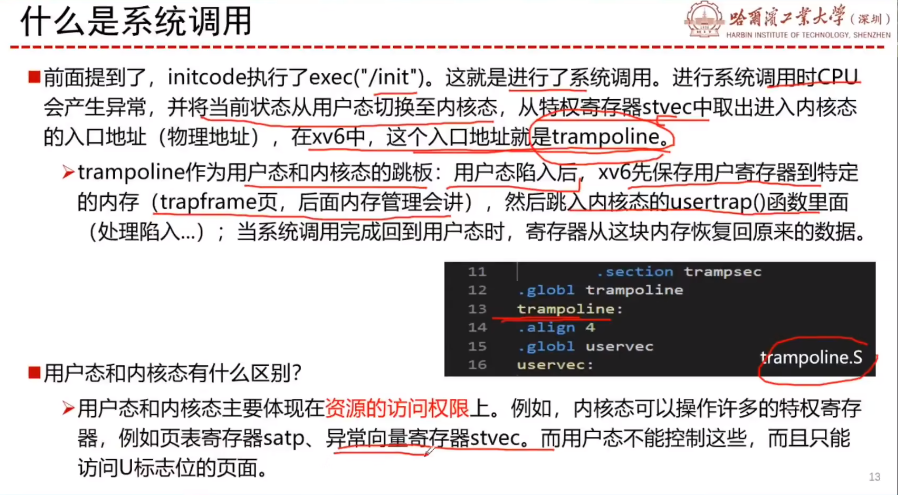 什么是系统调用
哈尔滨工业大学(深圳)
HARBIN INSTITUTE OF TECHNOLOGY, SHENZHEN
■前面提到了，initcode执行了exec("/init")。这就是进行了系统调用。进行系统调用时CPU
会产生异常，并将当前状态从用户态切换至内核态，从特权寄存器stvec中取出进入内核态
的入口地址（物理地址），在xv6中，这个入口地址就是trampoline。
➢trampoline作为用户态和内核态的跳板：用户态陷入后，xv6先保存用户寄存器到特定
的内存（trapframe页，后面内存管理会讲），然后跳入内核态的usertrap()函数里面
（处理陷入...）；当系统调用完成回到用户态时，寄存器从这块内存恢复回原来的数据。
11 .section trampsec
12 .globl trampoline
13 trampoline:
14 .align 4
15 .globl uservec
16 uservec:
trampoline.S
■用户态和内核态有什么区别？
➢用户态和内核态主要体现在资源的访问权限上。例如，内核态可以操作许多的特权寄存
器，例如页表寄存器satp、异常向量寄存器stvec。而用户态不能控制这些，而且只能
访问U标志位的页面。
13